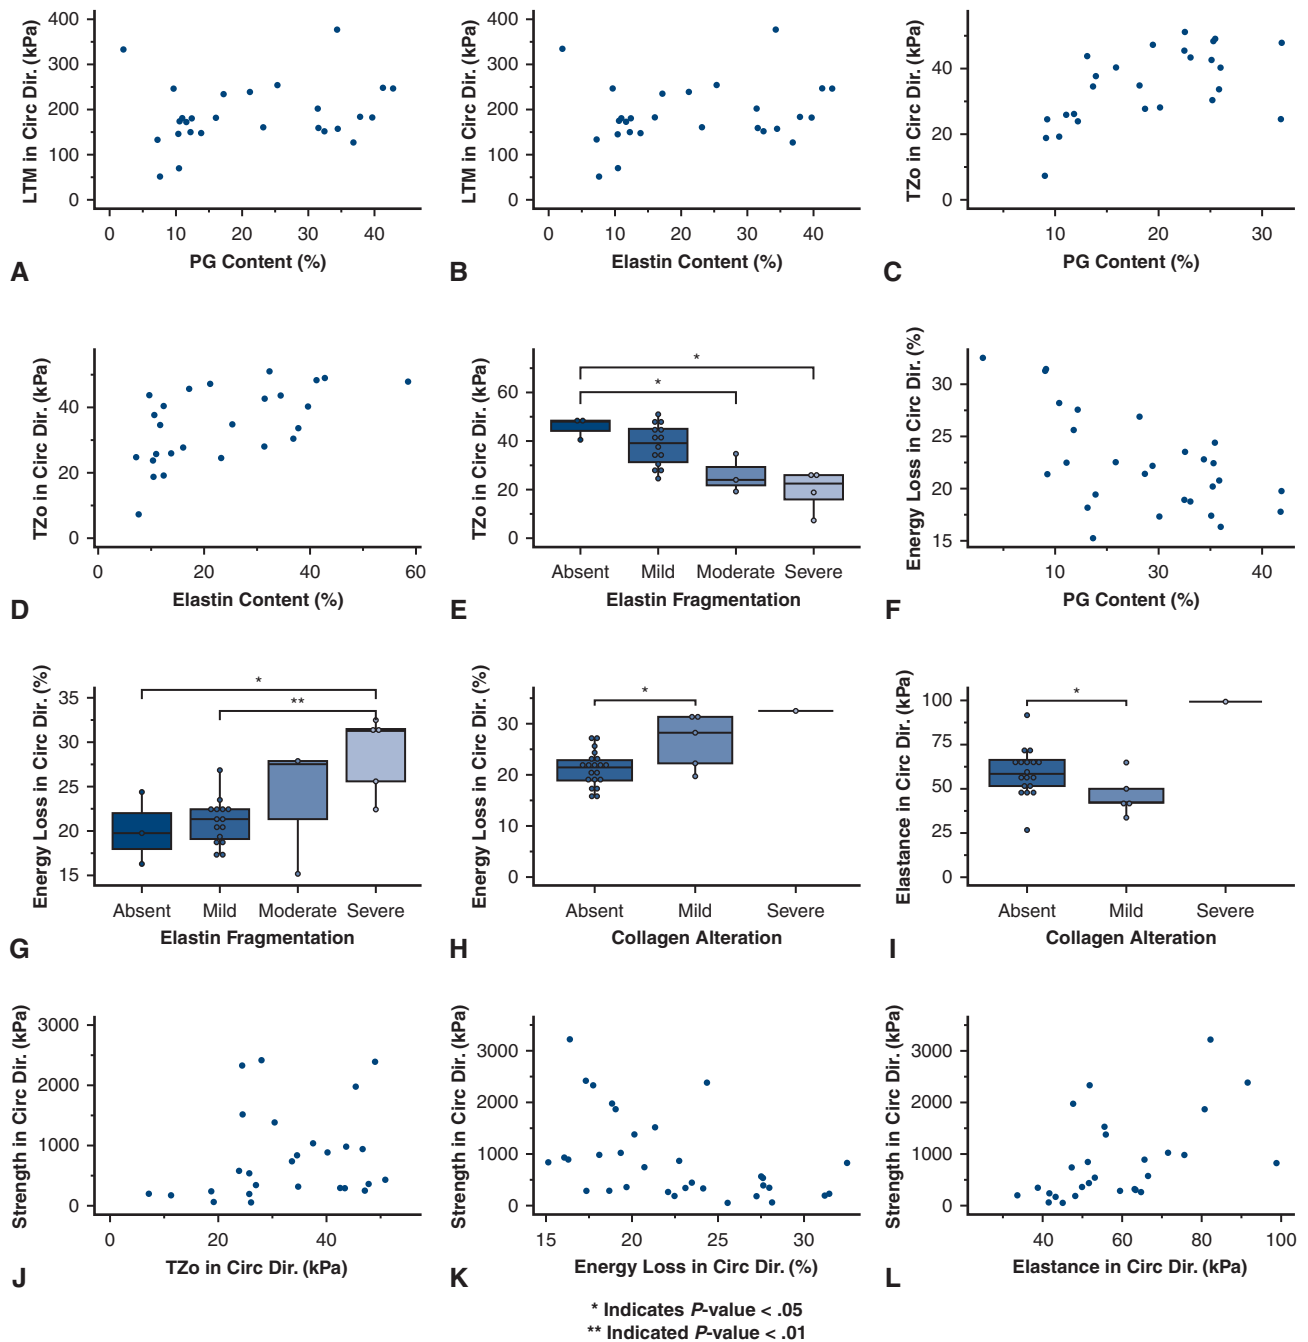 LTM in Circ Dir. (kPa)
400
300
200
100
0
0 10 20 30 40
PG Content (%)
A
LTM in Circ Dir. (kPa)
400
300
200
100
0
0 10 20 30 40
Elastin Content (%)
B
TZo in Circ Dir. (kPa)
40
20
0
10 20 30
PG Content (%)
C
TZo in Circ Dir. (kPa)
40
20
0
0 20 40 60
Elastin Content (%)
D
TZo in Circ Dir. (kPa)
60
40
20
0
*
*
Absent Mild Moderate Severe
Elastin Fragmentation
E
Energy Loss in Circ Dir. (%)
30
25
20
15
10 30 40
PG Content (%)
F
Energy Loss in Circ Dir. (%)
35
30
25
20
15
*
**
Absent Mild Moderate Severe
Elastin Fragmentation
G
Energy Loss in Circ Dir. (%)
30
20
10
0
*
Absent Mild Severe
Collagen Alteration
H
Elastance in Circ Dir. (kPa)
100
75
50
25
0
*
Absent Mild Severe
Collagen Alteration
I
Strength in Circ Dir. (kPa)
3000
2000
1000
0
0 20 40
TZo in Circ Dir. (kPa)
J
Strength in Circ Dir. (kPa)
3000
2000
1000
0
15 20 25 30
Energy Loss in Circ Dir. (%)
K
Strength in Circ Dir. (kPa)
3000
2000
1000
0
40 60 80 100
Elastance in Circ Dir. (kPa)
L
* Indicates P-value < .05
** Indicated P-value < .01